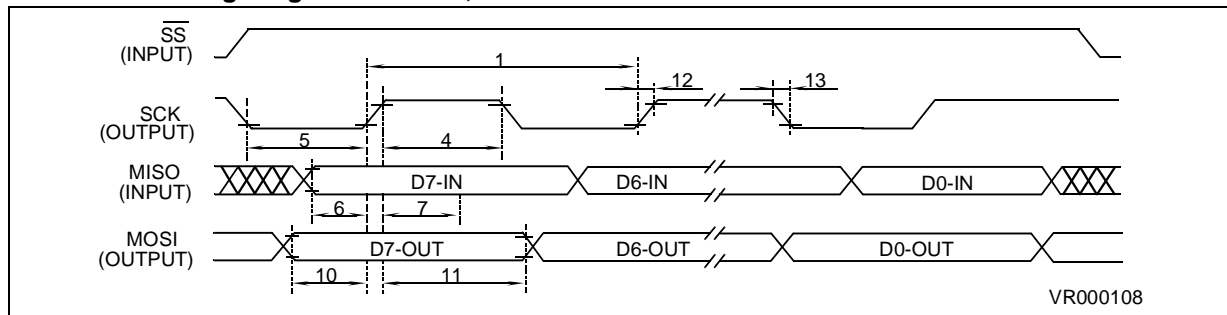 SS
(INPUT)
1
12
13
SCK
(OUTPUT)
5
4
MISO
(INPUT)
D7-IN
D6-IN
D0-IN
6
7
MOSI
(OUTPUT)
D7-OUT
D6-OUT
D0-OUT
10
11
VR000108